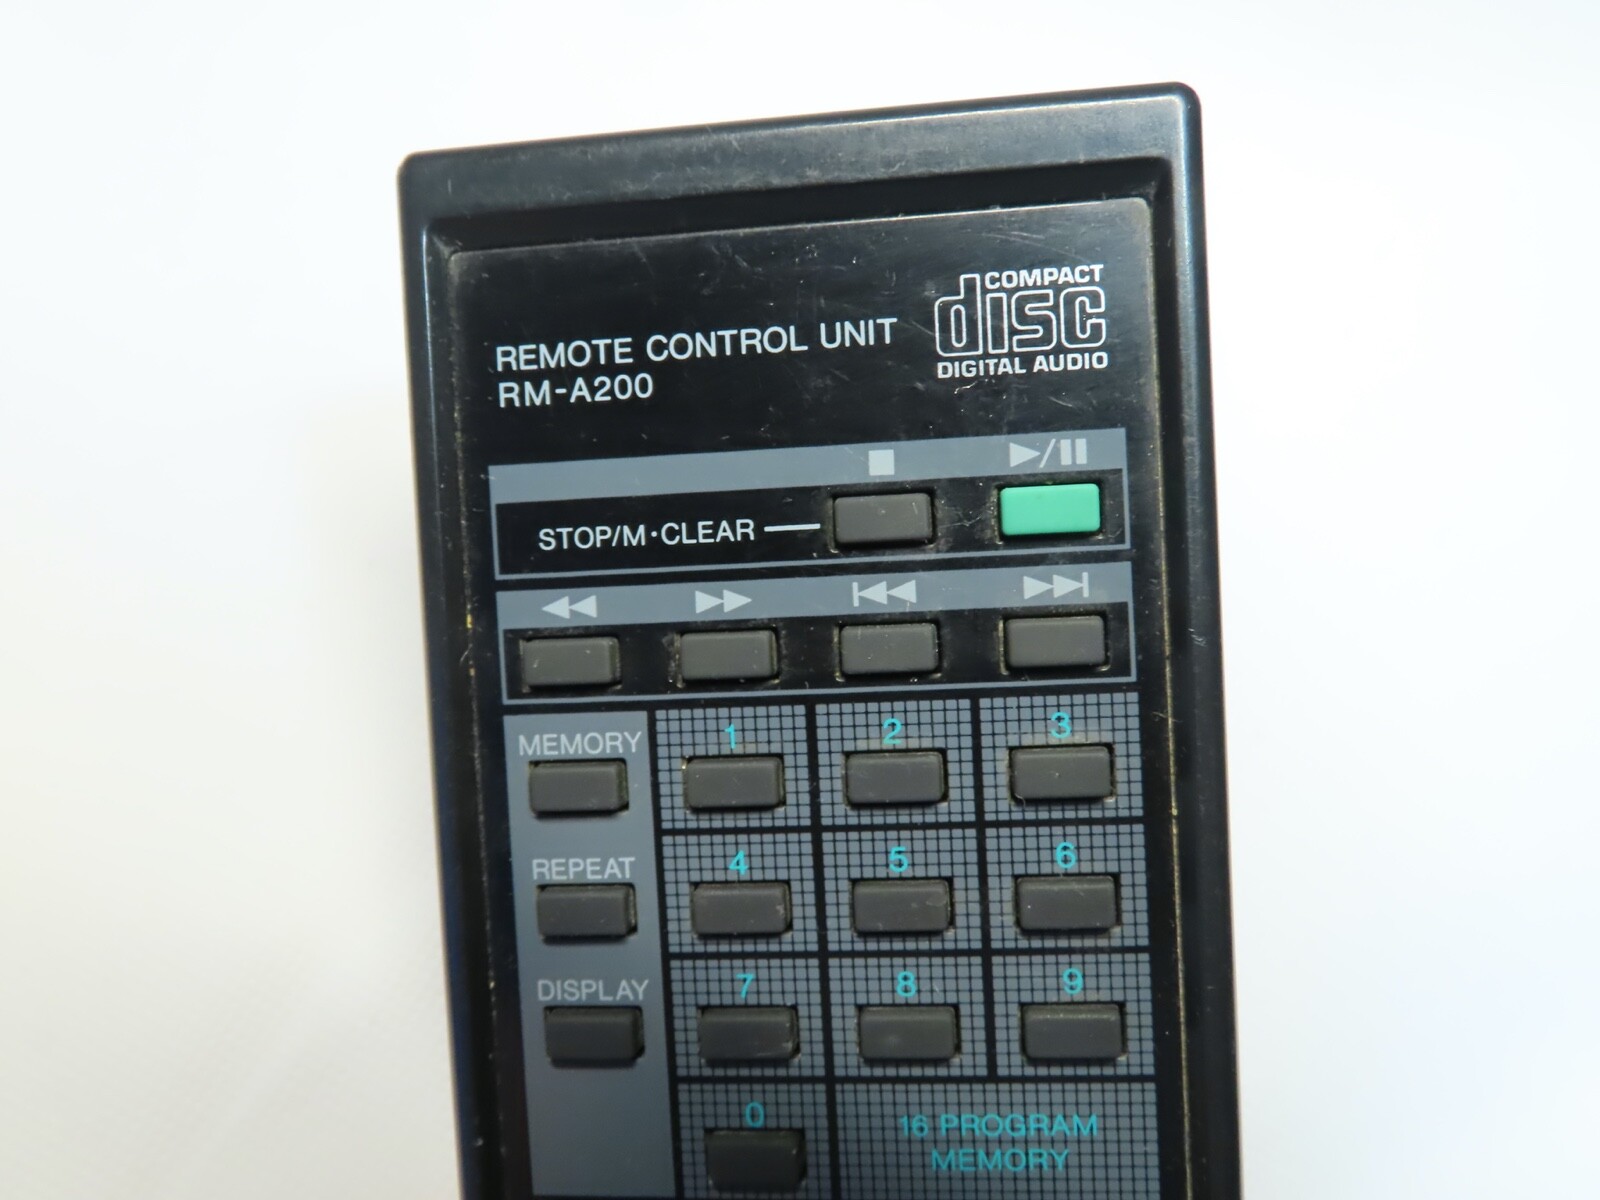 COMPACT
disc
DIGITAL AUDIO
REMOTE CONTROL UNIT
RM-A200
STOP/M·CLEAR
MEMORY
1 2 3
REPEAT
4 5 6
DISPLAY
7 8 9
0
16 PROGRAM
MEMORY